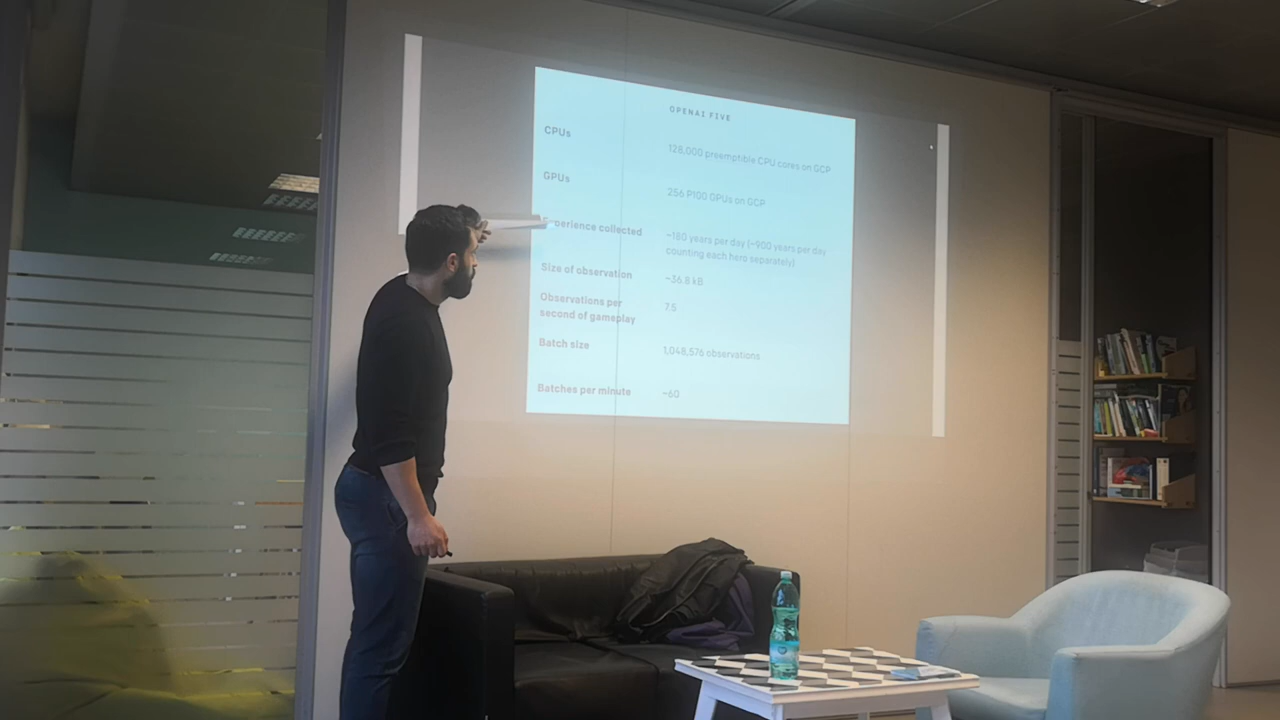 OPENAI FIVE
CPUs
128,000 preemptible CPU cores on GCP
GPUs
256 P100 GPUs on GCP
Experience collected
~180 years per day (~900 years per day
counting each hero separately)
Size of observation
~36.8 kB
Observations per
second of gameplay
7.5
Batch size
1,048,576 observations
Batches per minute
~60